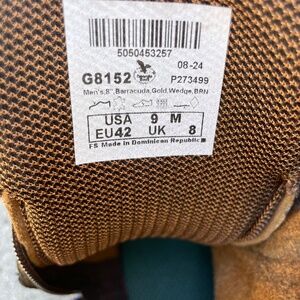 5050453257
08-24
G8152
P273499
Men's,8",Barracuda,Gold,Wedge,BRN
USA 9 M
EU42 UK 8
FS Made in Dominican Republic